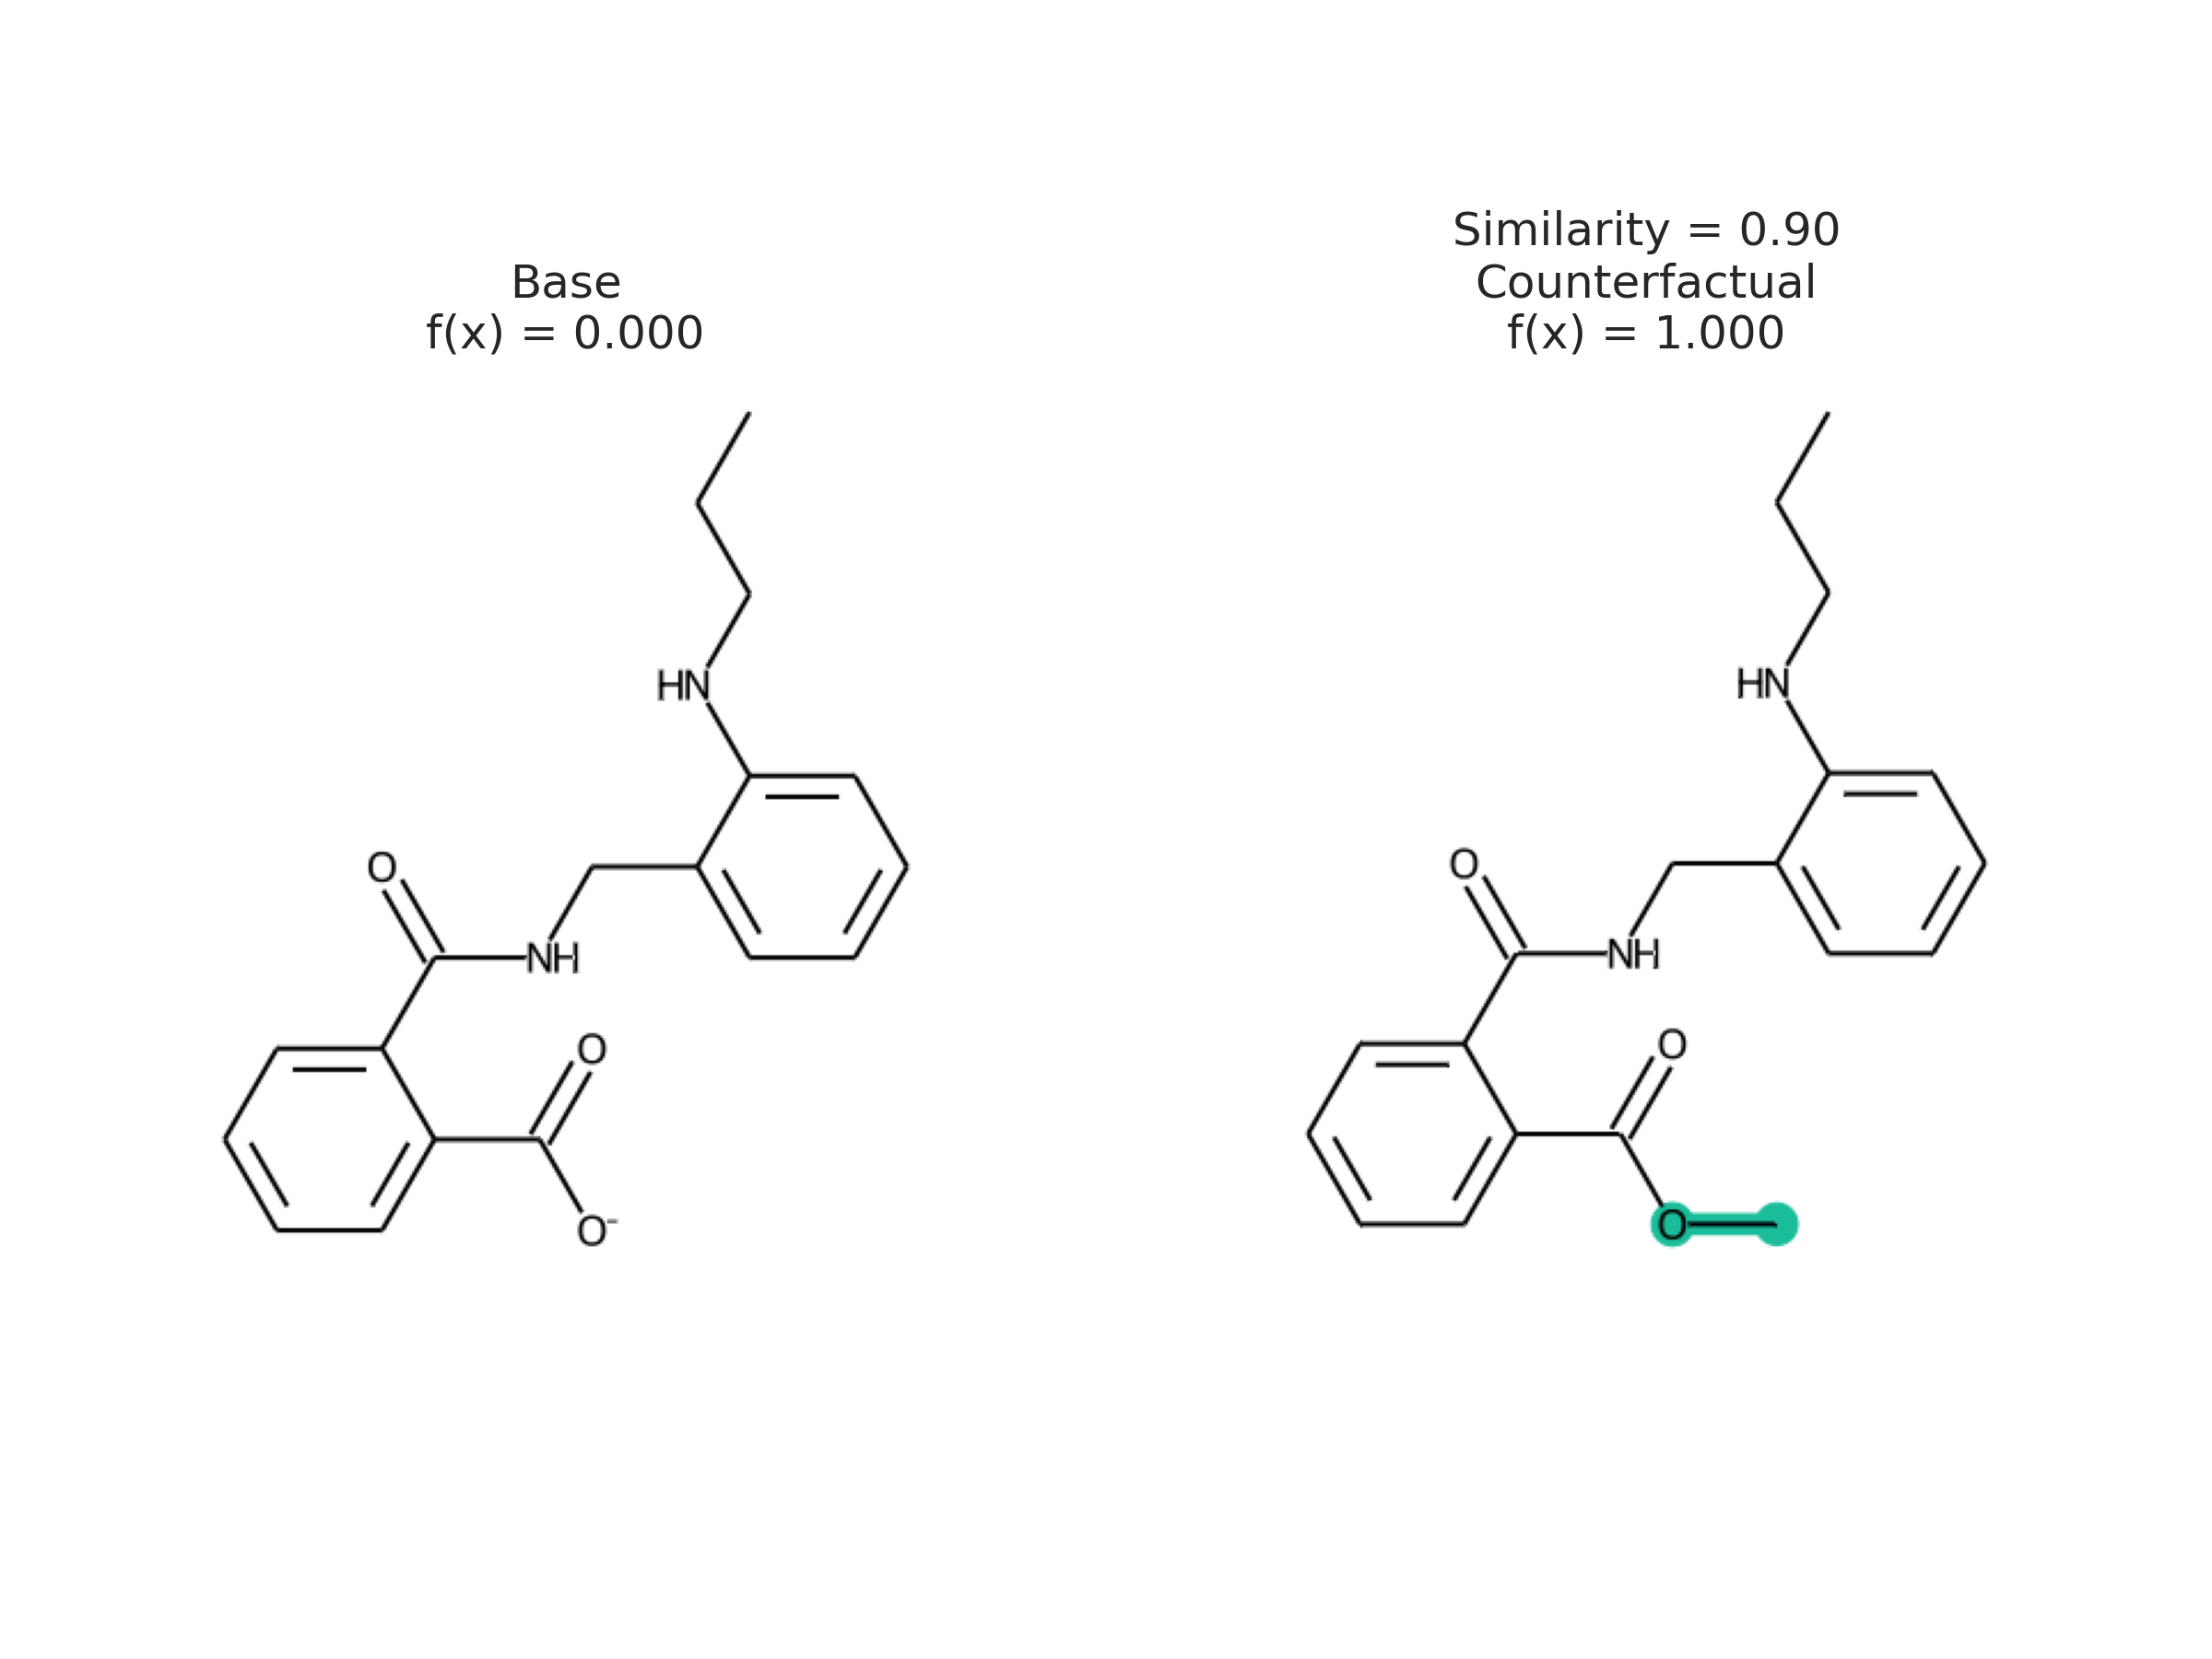 Base
f(x) = 0.000
HN
O
NH
O
O-
Similarity = 0.90
Counterfactual
f(x) = 1.000
HN
O
NH
O
O